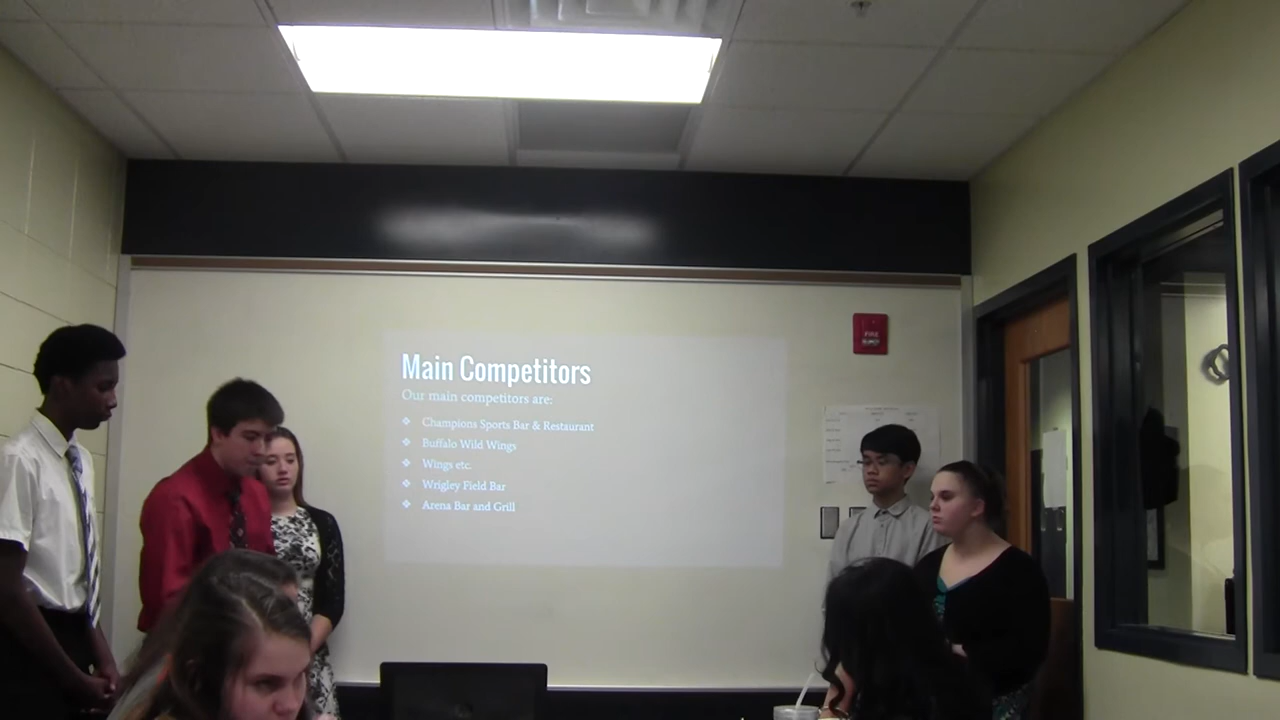 Main Competitors
Our main competitors are:
❖ Champions Sports Bar & Restaurant
❖ Buffalo Wild Wings
❖ Wings etc.
❖ Wrigley Field Bar
❖ Arena Bar and Grill
FIRE